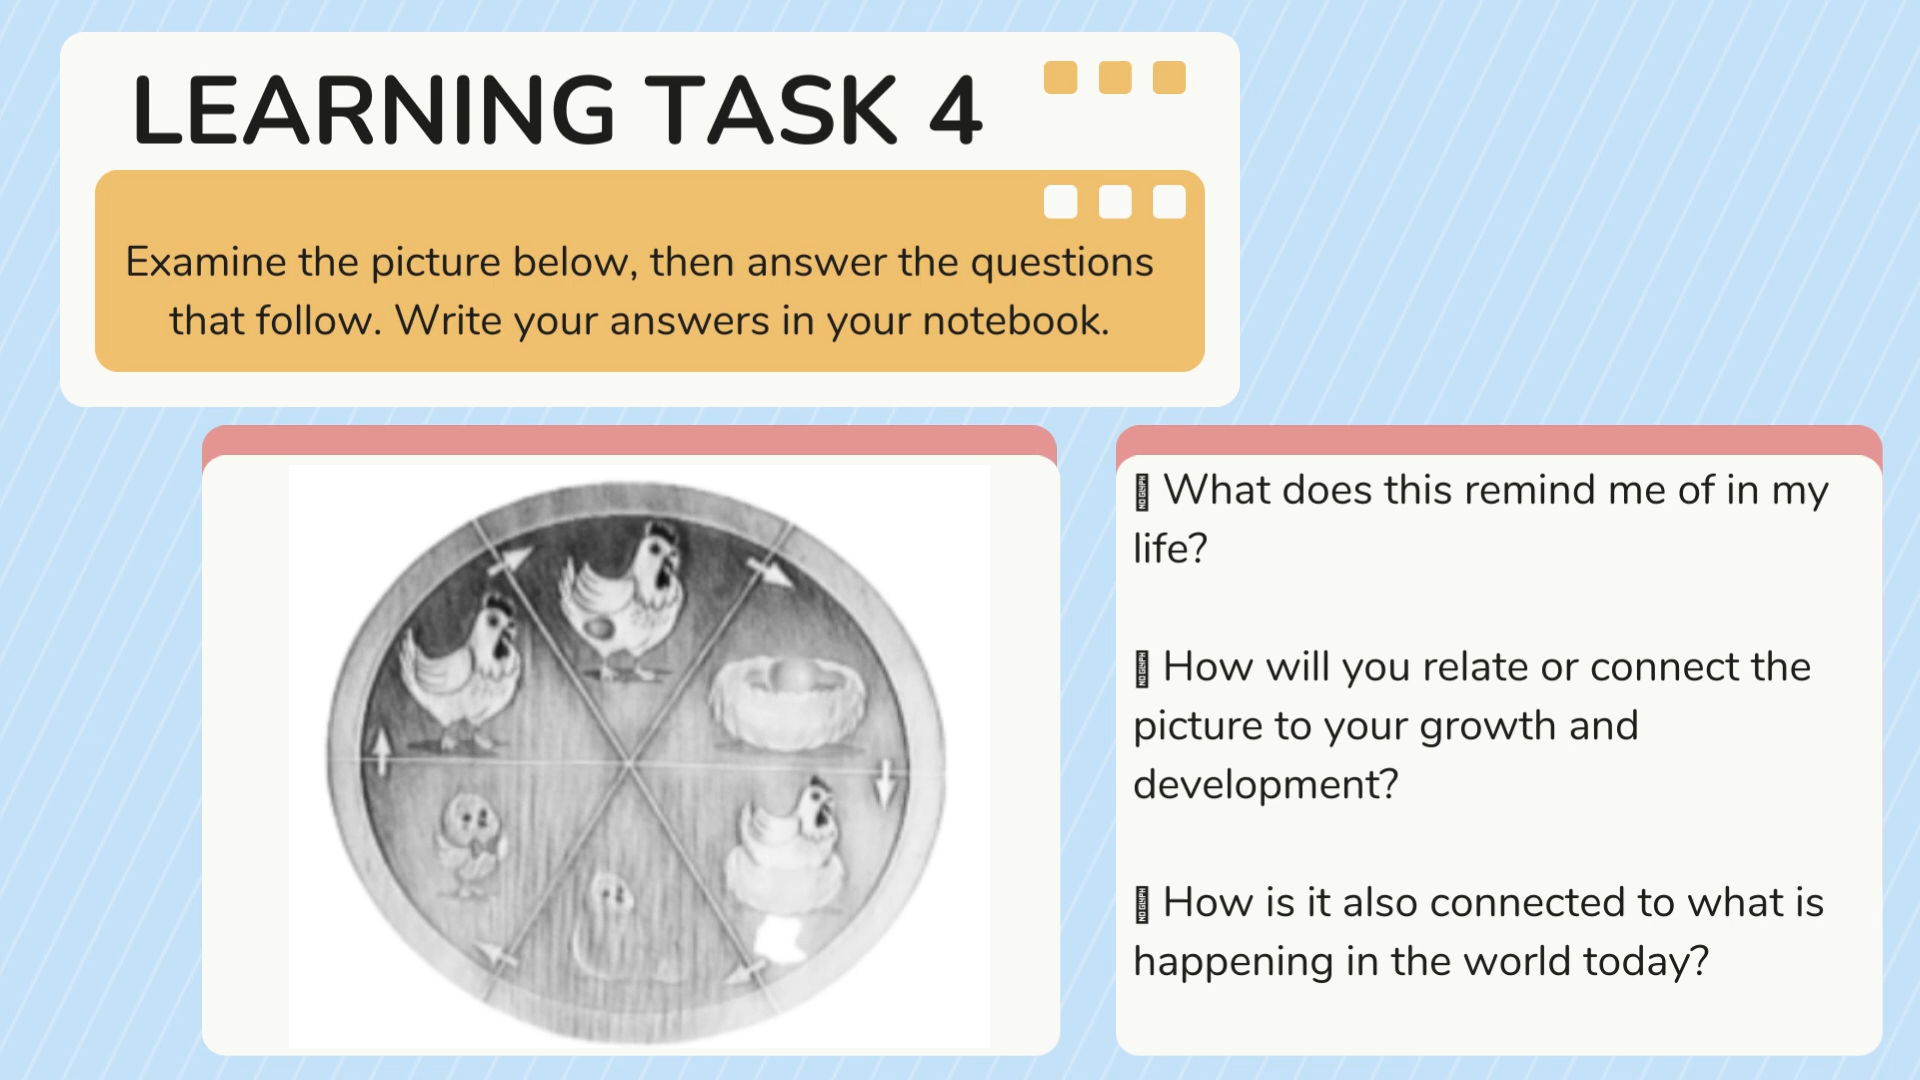 LEARNING TASK 4
Examine the picture below, then answer the questions
that follow. Write your answers in your notebook.
What does this remind me of in my
life?
How will you relate or connect the
picture to your growth and
development?
How is it also connected to what is
happening in the world today?